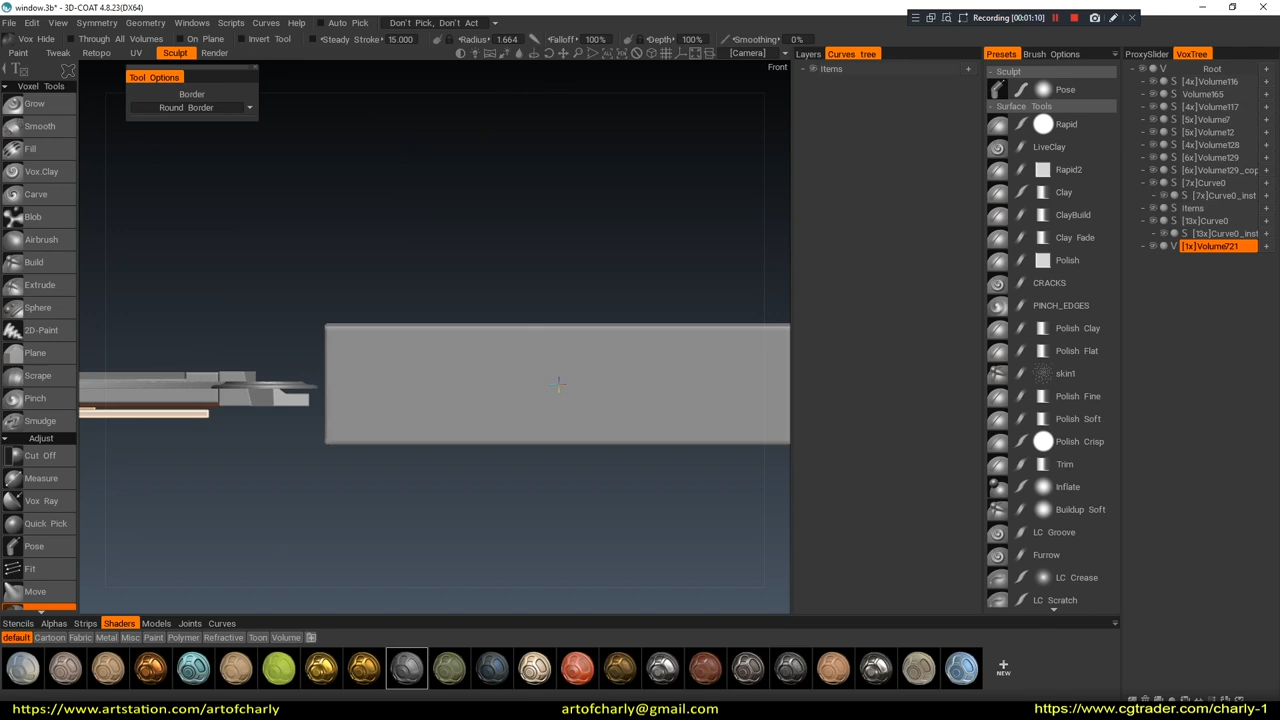 window.3b* - 3D-COAT 4.8.23(DX64)
Recording [00:01:10]
File Edit View Symmetry Geometry Windows Scripts Curves Help Auto Pick Don't Pick, Don't Act
Vox Hide Through All Volumes On Plane Invert Tool Steady Stroke 15.000 Radius 1.664 Falloff 100% Depth 100% Smoothing 0%
Paint Tweak Retopo UV Sculpt Render [Camera] Layers Curves tree Presets Brush Options ProxySlider VoxTree
Front
Tool Options
Border
Round Border
Voxel Tools
Grow
Smooth
Fill
Vox.Clay
Carve
Blob
Airbrush
Build
Extrude
Sphere
2D-Paint
Plane
Scrape
Pinch
Smudge
Adjust
Cut Off
Measure
Vox Ray
Quick Pick
Pose
Fit
Move
Items
Sculpt
Pose
Surface Tools
Rapid
LiveClay
Rapid2
Clay
ClayBuild
Clay Fade
Polish
CRACKS
PINCH_EDGES
Polish Clay
Polish Flat
skin1
Polish Fine
Polish Soft
Polish Crisp
Trim
Inflate
Buildup Soft
LC Groove
Furrow
LC Crease
LC Scratch
V Root
S [4x]Volume116
S Volume165
S [4x]Volume117
S [5x]Volume7
S [5x]Volume12
S [4x]Volume128
S [6x]Volume129
S [6x]Volume129_cop
S [7x]Curve0
S [7x]Curve0_inst
S Items
S [13x]Curve0
S [13x]Curve0_inst
V [1x]Volume721
Stencils Alphas Strips Shaders Models Joints Curves
default Cartoon Fabric Metal Misc Paint Polymer Refractive Toon Volume
NEW
https://www.artstation.com/artofcharly artofcharly@gmail.com https://www.cgtrader.com/charly-1